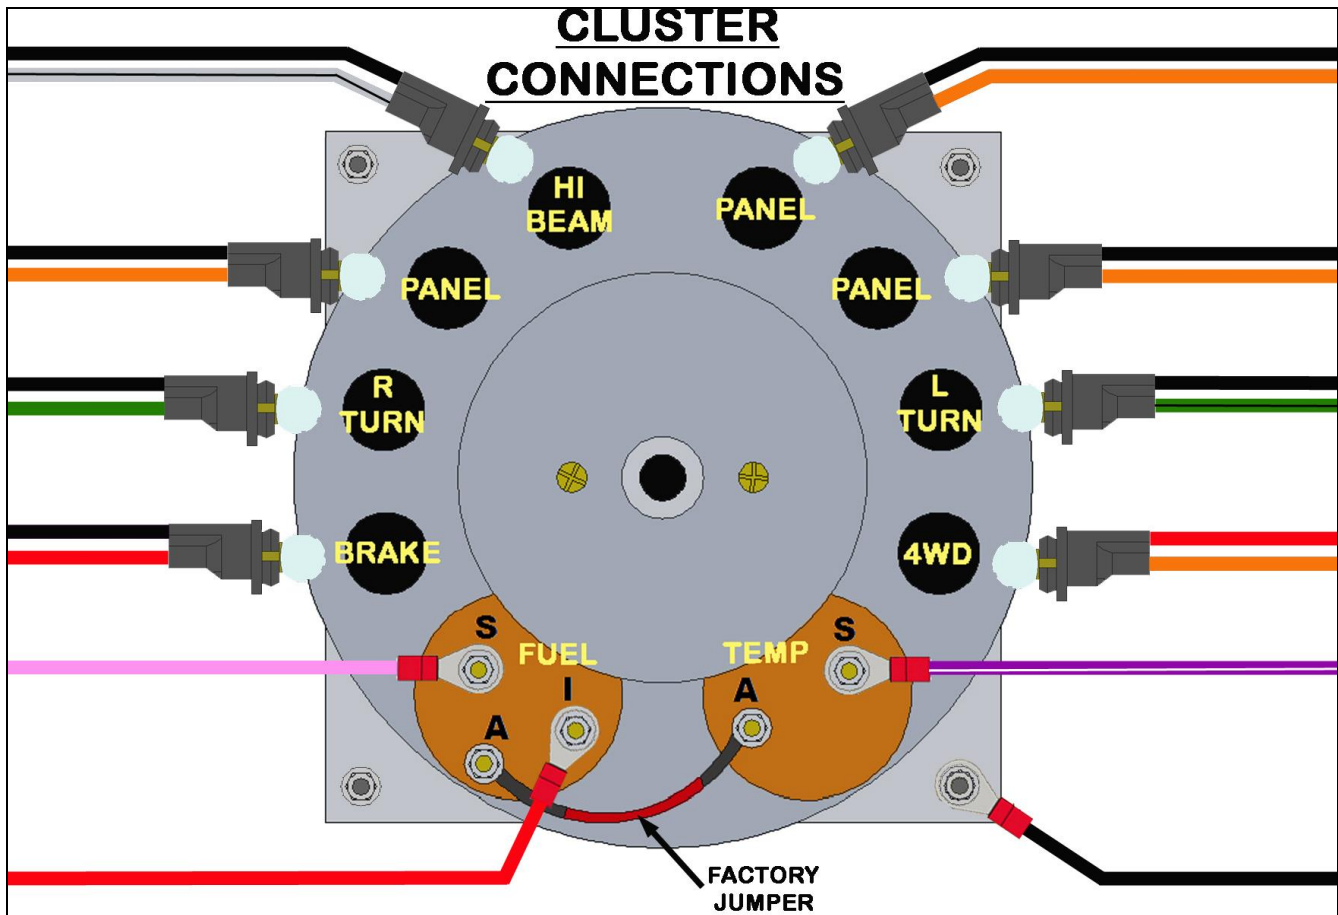 CLUSTER
CONNECTIONS
HI
BEAM
PANEL
PANEL
PANEL
R
TURN
L
TURN
BRAKE
4WD
S
FUEL
I
A
TEMP
S
A
FACTORY
JUMPER